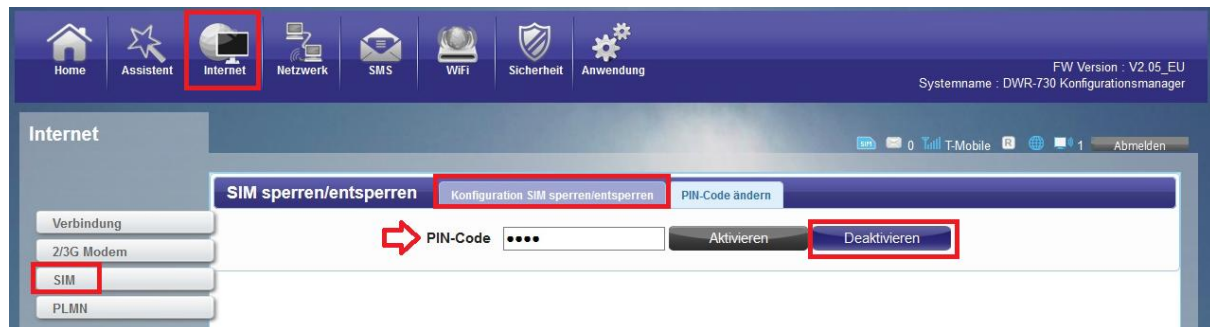 Home Assistent Internet Netzwerk SMS WiFi Sicherheit Anwendung
FW Version : V2.05_EU
Systemname : DWR-730 Konfigurationsmanager
Internet
SIM 0 T-Mobile R 1 Abmelden
SIM sperren/entsperren Konfiguration SIM sperren/entsperren PIN-Code ändern
Verbindung
2/3G Modem
SIM
PLMN
PIN-Code •••• Aktivieren Deaktivieren